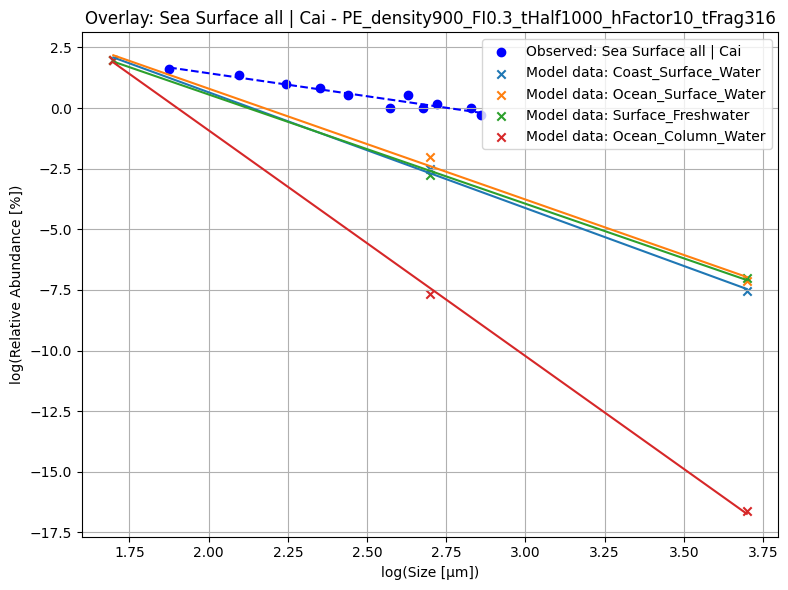 Overlay: Sea Surface all | Cai - PE_density900_FI0.3_tHalf1000_hFactor10_tFrag316
Observed: Sea Surface all | Cai
Model data: Coast_Surface_Water
Model data: Ocean_Surface_Water
Model data: Surface_Freshwater
Model data: Ocean_Column_Water
log(Relative Abundance [%])
2.5
0.0
−2.5
−5.0
−7.5
−10.0
−12.5
−15.0
−17.5
1.75 2.00 2.25 2.50 2.75 3.00 3.25 3.50 3.75
log(Size [μm])